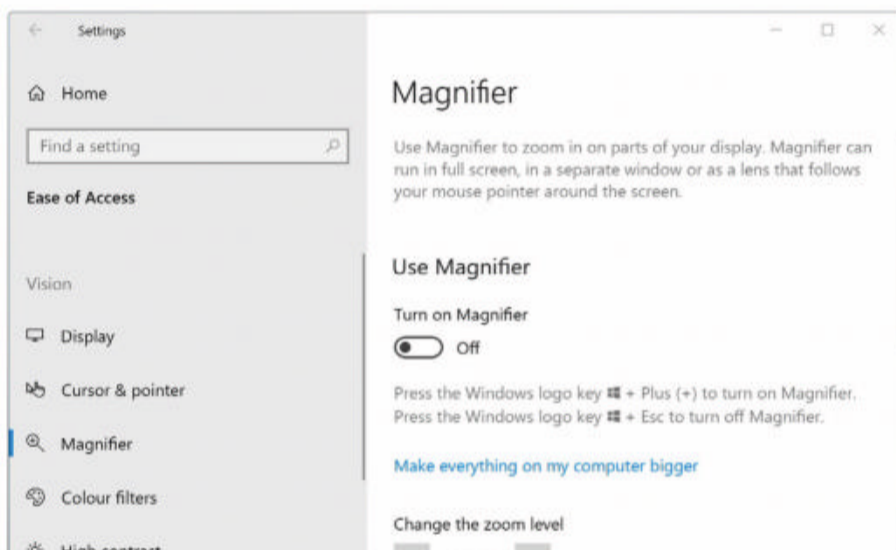 Settings
Home
Find a setting
Ease of Access
Vision
Display
Cursor & pointer
Magnifier
Colour filters
High contrast
Magnifier
Use Magnifier to zoom in on parts of your display. Magnifier can
run in full screen, in a separate window or as a lens that follows
your mouse pointer around the screen.
Use Magnifier
Turn on Magnifier
Off
Press the Windows logo key + Plus (+) to turn on Magnifier.
Press the Windows logo key + Esc to turn off Magnifier.
Make everything on my computer bigger
Change the zoom level